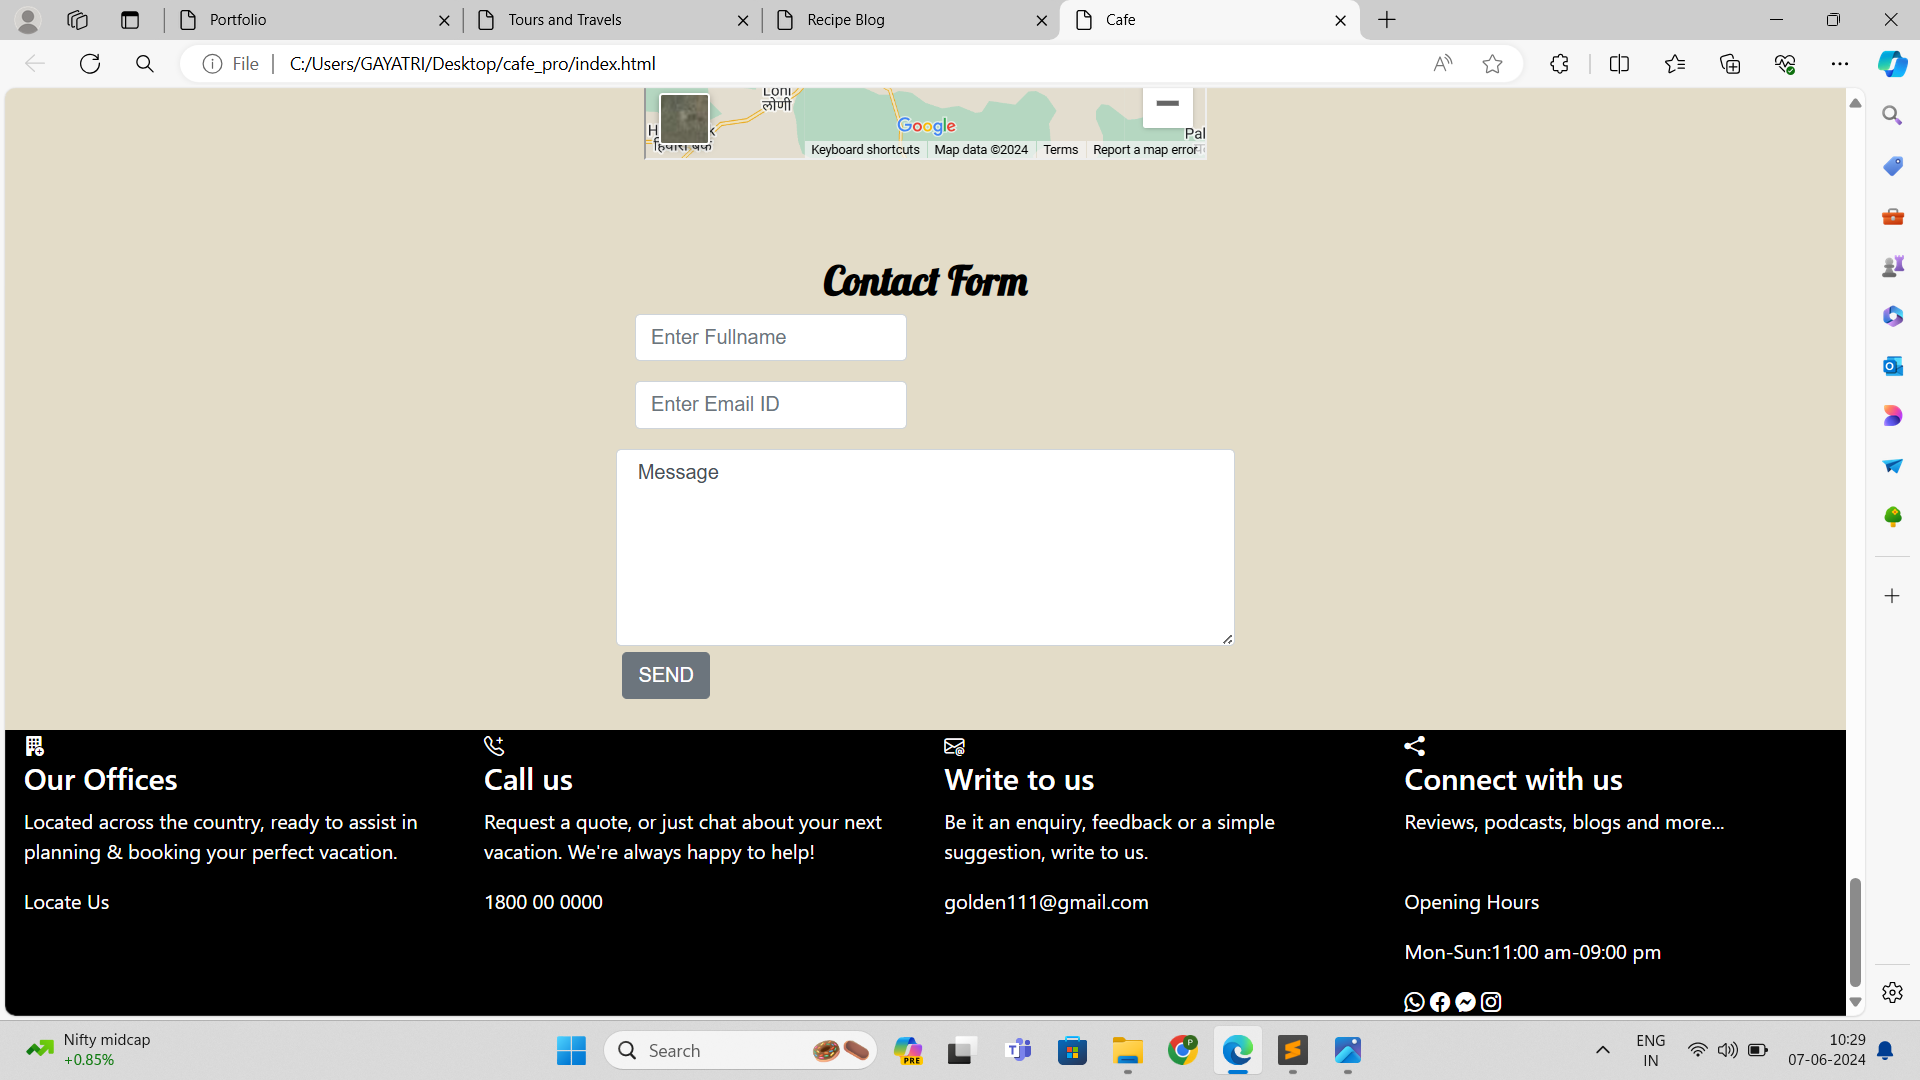 Portfolio
Tours and Travels
Recipe Blog
Cafe
File
C:/Users/GAYATRI/Desktop/cafe_pro/index.html
Loni
लोणी
Google
Pal
Keyboard shortcuts
Map data ©2024
Terms
Report a map error
Contact Form
Enter Fullname
Enter Email ID
Message
SEND
Our Offices
Located across the country, ready to assist in
planning & booking your perfect vacation.
Locate Us
Call us
Request a quote, or just chat about your next
vacation. We're always happy to help!
1800 00 0000
Write to us
Be it an enquiry, feedback or a simple
suggestion, write to us.
golden111@gmail.com
Connect with us
Reviews, podcasts, blogs and more...
Opening Hours
Mon-Sun:11:00 am-09:00 pm
Nifty midcap
+0.85%
Search
PRE
ENG
IN
10:29
07-06-2024